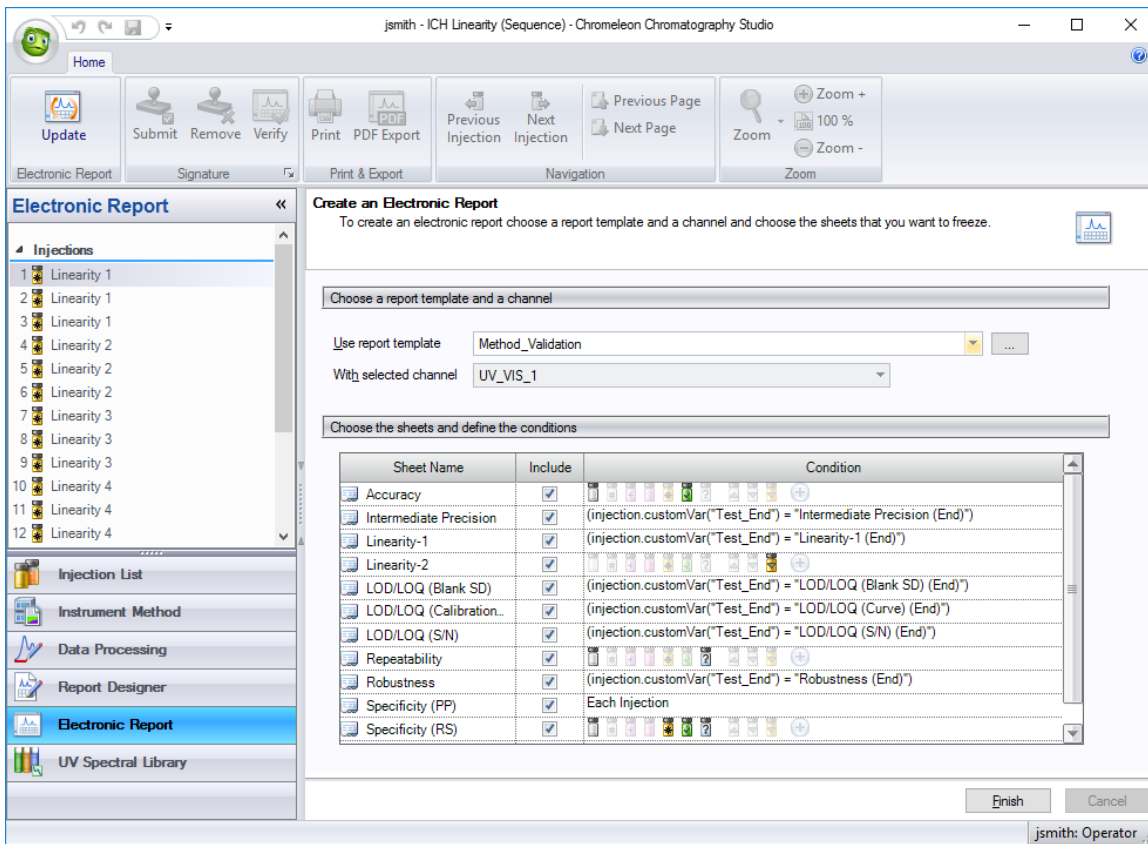 jsmith - ICH Linearity (Sequence) - Chromeleon Chromatography Studio
Home
Update
Submit Remove Verify
Print PDF Export
Previous Injection
Next Injection
Previous Page
Next Page
Zoom
Zoom +
100 %
Zoom -
Electronic Report
Signature
Print & Export
Navigation
Zoom
Electronic Report «
Injections
1 Linearity 1
2 Linearity 1
3 Linearity 1
4 Linearity 2
5 Linearity 2
6 Linearity 2
7 Linearity 3
8 Linearity 3
9 Linearity 3
10 Linearity 4
11 Linearity 4
12 Linearity 4
Injection List
Instrument Method
Data Processing
Report Designer
Electronic Report
UV Spectral Library
Create an Electronic Report
To create an electronic report choose a report template and a channel and choose the sheets that you want to freeze.
Choose a report template and a channel
Use report template Method_Validation ...
With selected channel UV_VIS_1
Choose the sheets and define the conditions
Sheet Name Include Condition
Accuracy
Intermediate Precision (injection.customVar("Test_End") = "Intermediate Precision (End)")
Linearity-1 (injection.customVar("Test_End") = "Linearity-1 (End)")
Linearity-2
LOD/LOQ (Blank SD) (injection.customVar("Test_End") = "LOD/LOQ (Blank SD) (End)")
LOD/LOQ (Calibration... (injection.customVar("Test_End") = "LOD/LOQ (Curve) (End)")
LOD/LOQ (S/N) (injection.customVar("Test_End") = "LOD/LOQ (S/N) (End)")
Repeatability
Robustness (injection.customVar("Test_End") = "Robustness (End)")
Specificity (PP) Each Injection
Specificity (RS)
Finish Cancel
jsmith: Operator